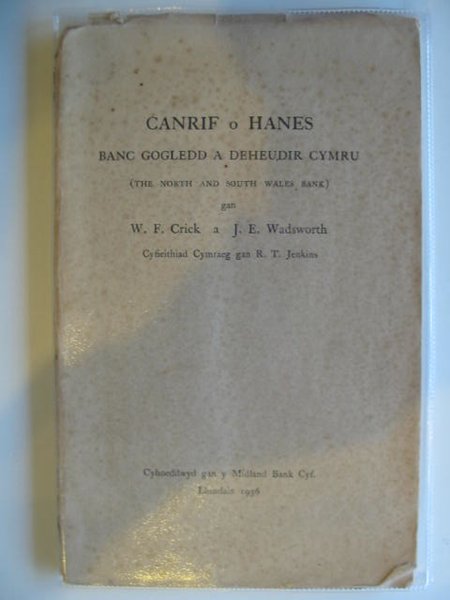 CANRIF o HANES
BANC GOGLEDD A DEHEUDIR CYMRU
(THE NORTH AND SOUTH WALES BANK)
gan
W. F. Crick a J. E. Wadsworth
Cyfieithiad Cymraeg gan R. T. Jenkins
Cyhoeddwyd gan y Midland Bank Cyf.
Llundain 1936